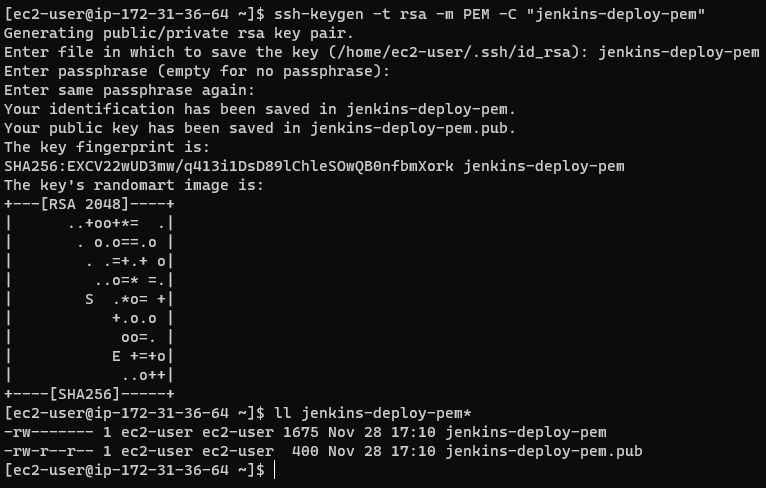 [ec2-user@ip-172-31-36-64 ~]$ ssh-keygen -t rsa -m PEM -C "jenkins-deploy-pem"
Generating public/private rsa key pair.
Enter file in which to save the key (/home/ec2-user/.ssh/id_rsa): jenkins-deploy-pem
Enter passphrase (empty for no passphrase):
Enter same passphrase again:
Your identification has been saved in jenkins-deploy-pem.
Your public key has been saved in jenkins-deploy-pem.pub.
The key fingerprint is:
SHA256:EXCV22wUD3mw/q413i1DsD89lChleSOwQB0nfbmXork jenkins-deploy-pem
The key's randomart image is:
+---[RSA 2048]----+
|      ..+oo+*=  .|
|       . o.o==.o |
|        . .=+.+ o|
|         ..o=* =.|
|        S  .*o= +|
|           +.o.o |
|            oo=. |
|           E +=+o|
|            ..o++|
+----[SHA256]-----+
[ec2-user@ip-172-31-36-64 ~]$ ll jenkins-deploy-pem*
-rw------- 1 ec2-user ec2-user 1675 Nov 28 17:10 jenkins-deploy-pem
-rw-r--r-- 1 ec2-user ec2-user  400 Nov 28 17:10 jenkins-deploy-pem.pub
[ec2-user@ip-172-31-36-64 ~]$